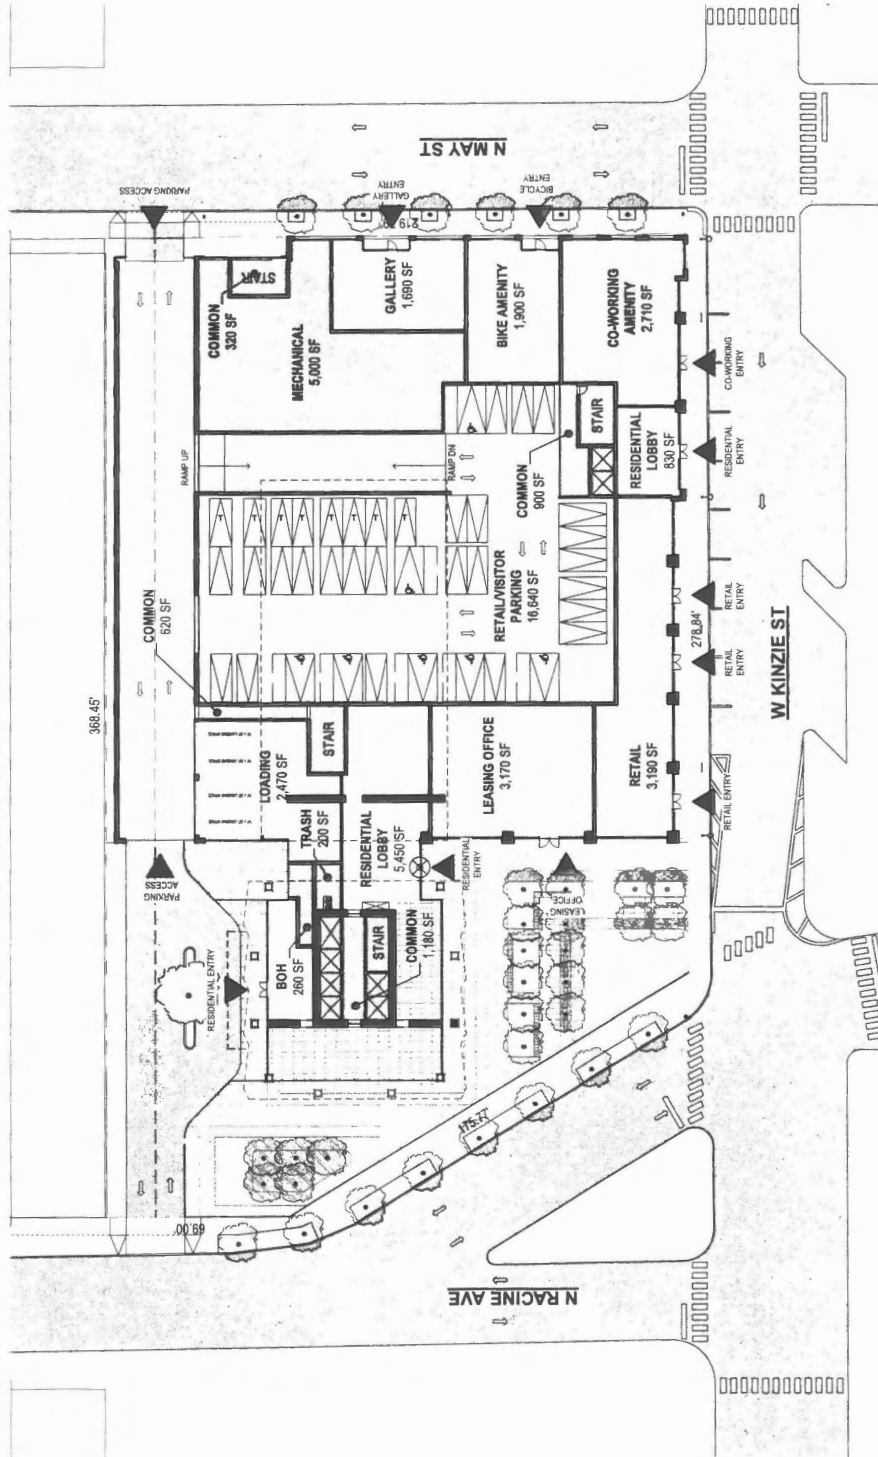 N MAY ST
PARKING ACCESS
GALLERY
ENTRY
BICYCLE
ENTRY
COMMON
320 SF
STAIR
MECHANICAL
5,000 SF
GALLERY
1,690 SF
BIKE AMENITY
1,900 SF
CO-WORKING
AMENITY
2,710 SF
CO-WORKING
ENTRY
RAMP UP
RAMP DN
COMMON
900 SF
STAIR
RESIDENTIAL
LOBBY
830 SF
RESIDENTIAL
ENTRY
COMMON
620 SF
RETAIL/VISITOR
PARKING
16,640 SF
RETAIL
ENTRY
RETAIL
ENTRY
278.84'
W KINZIE ST
368.45'
LOADING
2,470 SF
STAIR
TRASH
200 SF
RESIDENTIAL
LOBBY
5,450 SF
LEASING OFFICE
3,170 SF
RETAIL
3,190 SF
RETAIL ENTRY
PARKING
ACCESS
RESIDENTIAL
ENTRY
LEASING
OFFICE
RESIDENTIAL ENTRY
BOH
260 SF
STAIR
COMMON
1,180 SF
175.77'
69.00'
N RACINE AVE